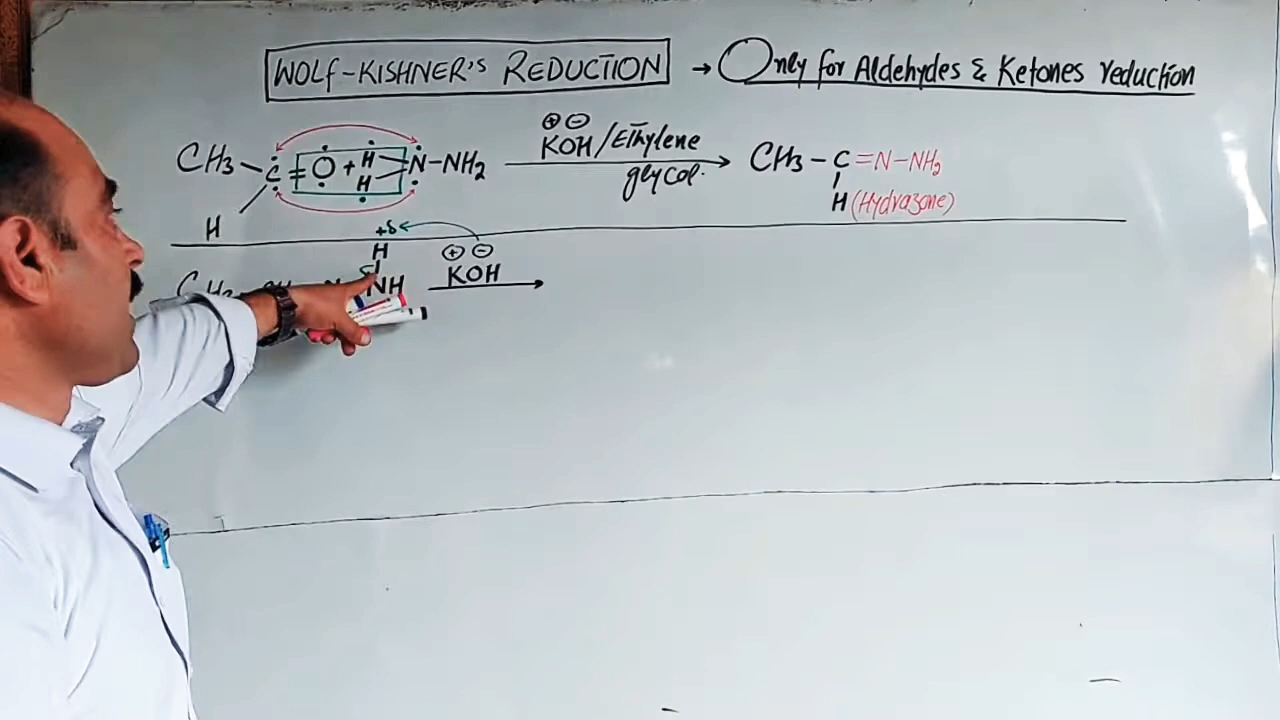 WOLF-KISHNER'S REDUCTION → Only for Aldehydes & Ketones reduction
CH₃ - C = O + H H N - NH₂ ⊕ ⊖ KOH/Ethylene glycol. → CH₃ - C = N - NH₂
H H (Hydrazone)
+δ
H ⊕ ⊖
NH KOH →